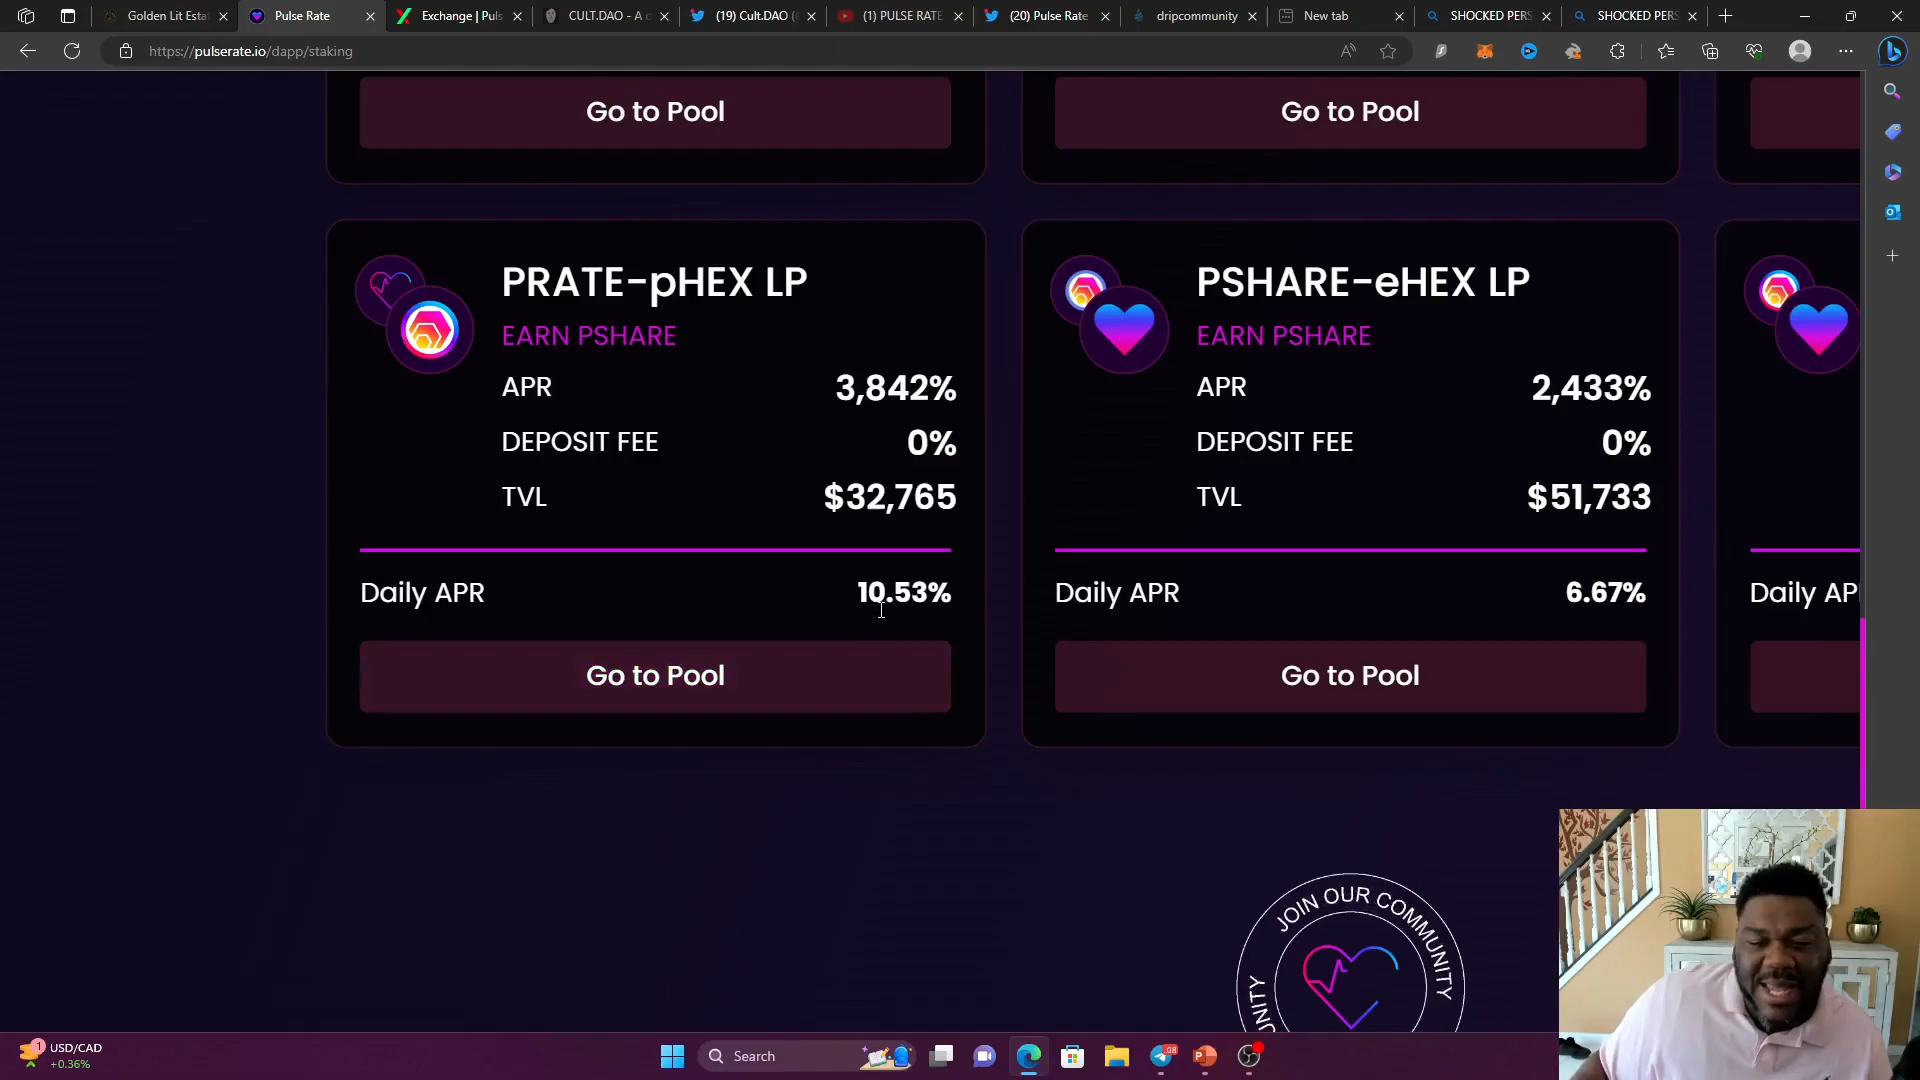 Golden Lit Esta
Pulse Rate
Exchange | Puls
CULT.DAO - A c
(19) Cult.DAO (
(1) PULSE RATE
(20) Pulse Rate
dripcommunity
New tab
SHOCKED PERS
SHOCKED PERS
https://pulserate.io/dapp/staking
Go to Pool
Go to Pool
PRATE-pHEX LP
EARN PSHARE
APR 3,842%
DEPOSIT FEE 0%
TVL $32,765
Daily APR 10.53%
Go to Pool
PSHARE-eHEX LP
EARN PSHARE
APR 2,433%
DEPOSIT FEE 0%
TVL $51,733
Daily APR 6.67%
Go to Pool
Daily AP
JOIN OUR COMMUNITY
UNITY
1
USD/CAD
+0.36%
Search
08